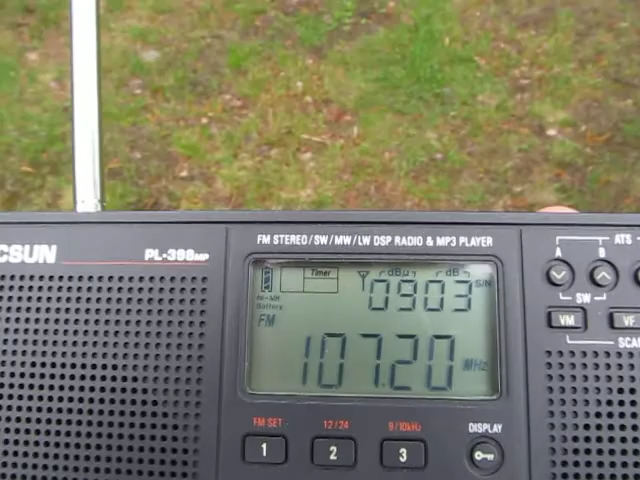 CSUN PL-398MP
FM STEREO/SW/MW/LW DSP RADIO & MP3 PLAYER
ATS
A B
SW
VM VF
SCAN
Timer dBμ dB
0903 S/N
Ni-MH
Battery
FM
107.20 MHz
FM SET 12/24 9/10kHz DISPLAY
1 2 3